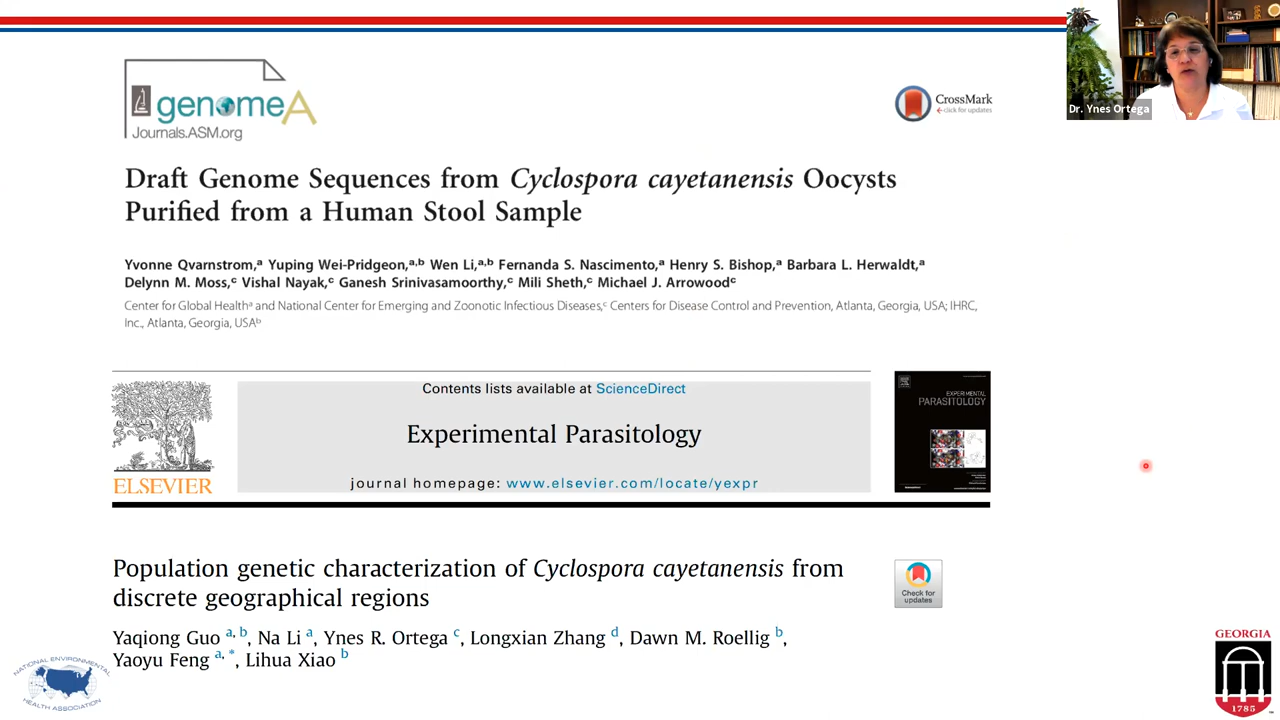 genomeA
Journals.ASM.org
CrossMark
click for updates
Dr. Ynes Ortega
Draft Genome Sequences from Cyclospora cayetanensis Oocysts
Purified from a Human Stool Sample
Yvonne Qvarnstrom,ᵃ Yuping Wei-Pridgeon,ᵃ,ᵇ Wen Li,ᵃ,ᵇ Fernanda S. Nascimento,ᵃ Henry S. Bishop,ᵃ Barbara L. Herwaldt,ᵃ
Delynn M. Moss,ᶜ Vishal Nayak,ᶜ Ganesh Srinivasamoorthy,ᶜ Mili Sheth,ᶜ Michael J. Arrowoodᶜ
Center for Global Healthᵃ and National Center for Emerging and Zoonotic Infectious Diseases,ᶜ Centers for Disease Control and Prevention, Atlanta, Georgia, USA; IHRC,
Inc., Atlanta, Georgia, USAᵇ
Contents lists available at ScienceDirect
Experimental Parasitology
journal homepage: www.elsevier.com/locate/yexpr
ELSEVIER
EXPERIMENTAL
PARASITOLOGY
Population genetic characterization of Cyclospora cayetanensis from
discrete geographical regions
Check for
updates
Yaqiong Guo ᵃ,ᵇ, Na Li ᵃ, Ynes R. Ortega ᶜ, Longxian Zhang ᵈ, Dawn M. Roellig ᵇ,
Yaoyu Feng ᵃ,*, Lihua Xiao ᵇ
NATIONAL ENVIRONMENTAL
HEALTH ASSOCIATION
GEORGIA
1785